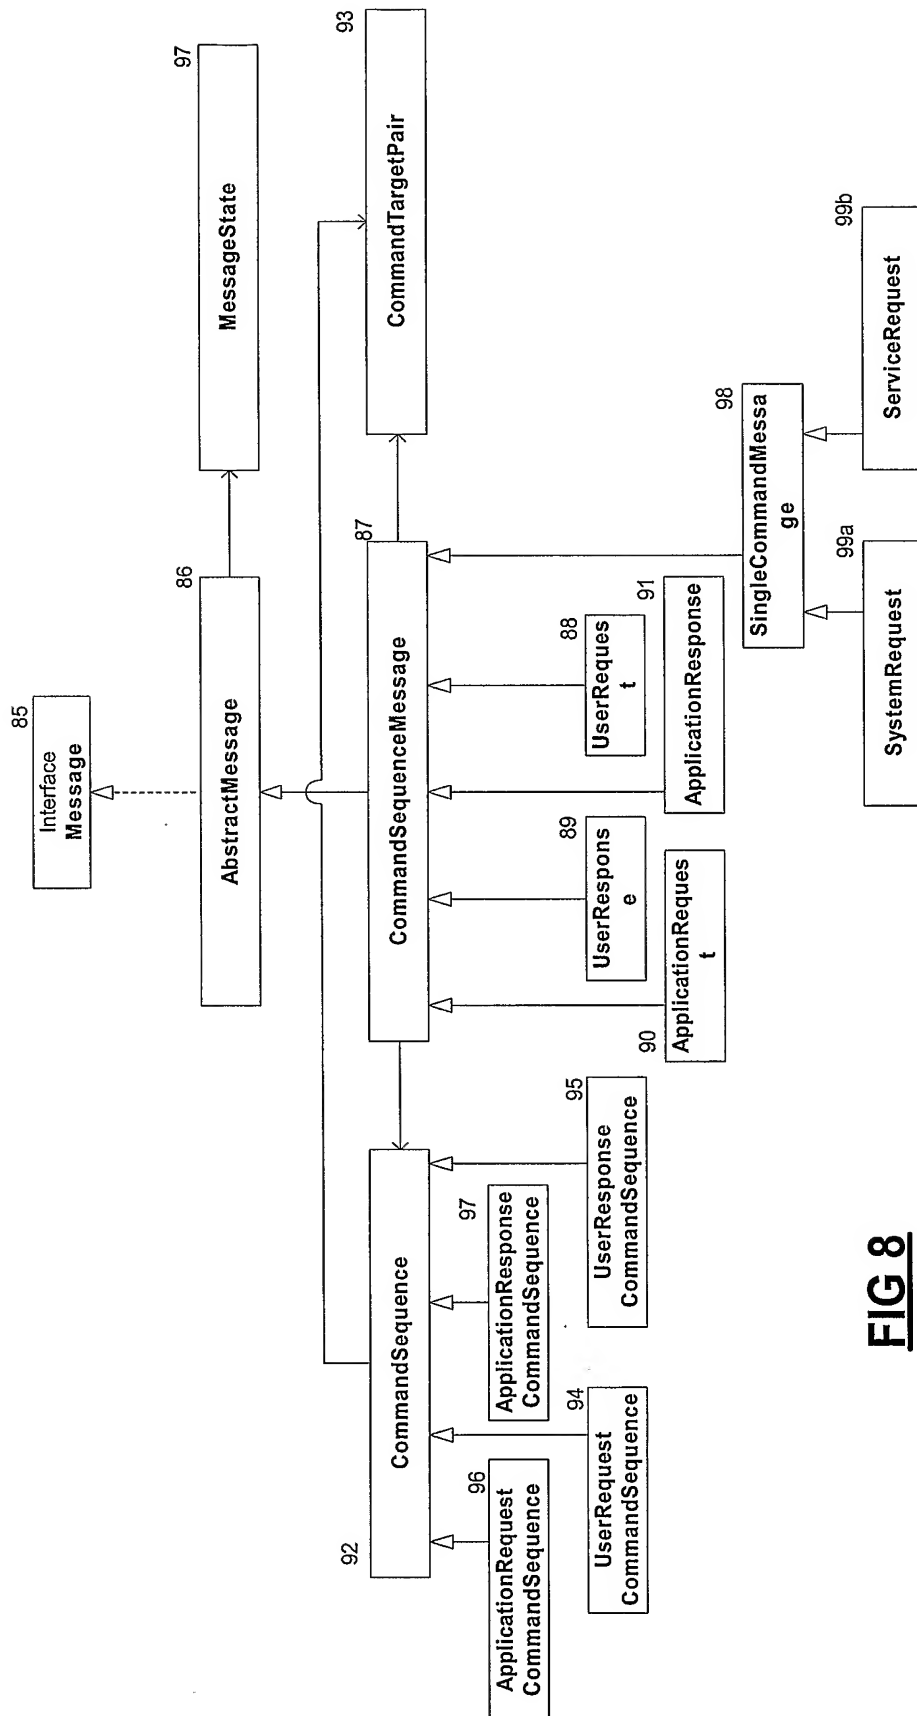 85
Interface
Message
86
AbstractMessage
97
MessageState
92
CommandSequence
87
CommandSequenceMessage
93
CommandTargetPair
96
ApplicationRequest
CommandSequence
97
ApplicationResponse
CommandSequence
94
UserRequest
CommandSequence
95
UserResponse
CommandSequence
89
UserRespons
e
88
UserReques
t
90
ApplicationReques
t
91
ApplicationResponse
98
SingleCommandMessa
ge
99a
SystemRequest
99b
ServiceRequest
FIG 8